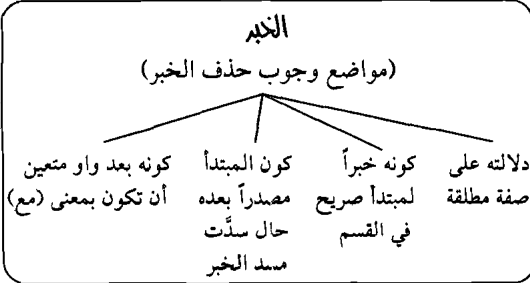 الخبر
(مواضع وجوب حذف الخبر)
دلالته على
صفة مطلقة
كونه خبراً
لمبتدأ صريح
في القسم
كون المبتدأ
مصدراً بعده
حال سدَّت
مسد الخبر
كونه بعد واو متعين
أن تكون بمعنى (مع)